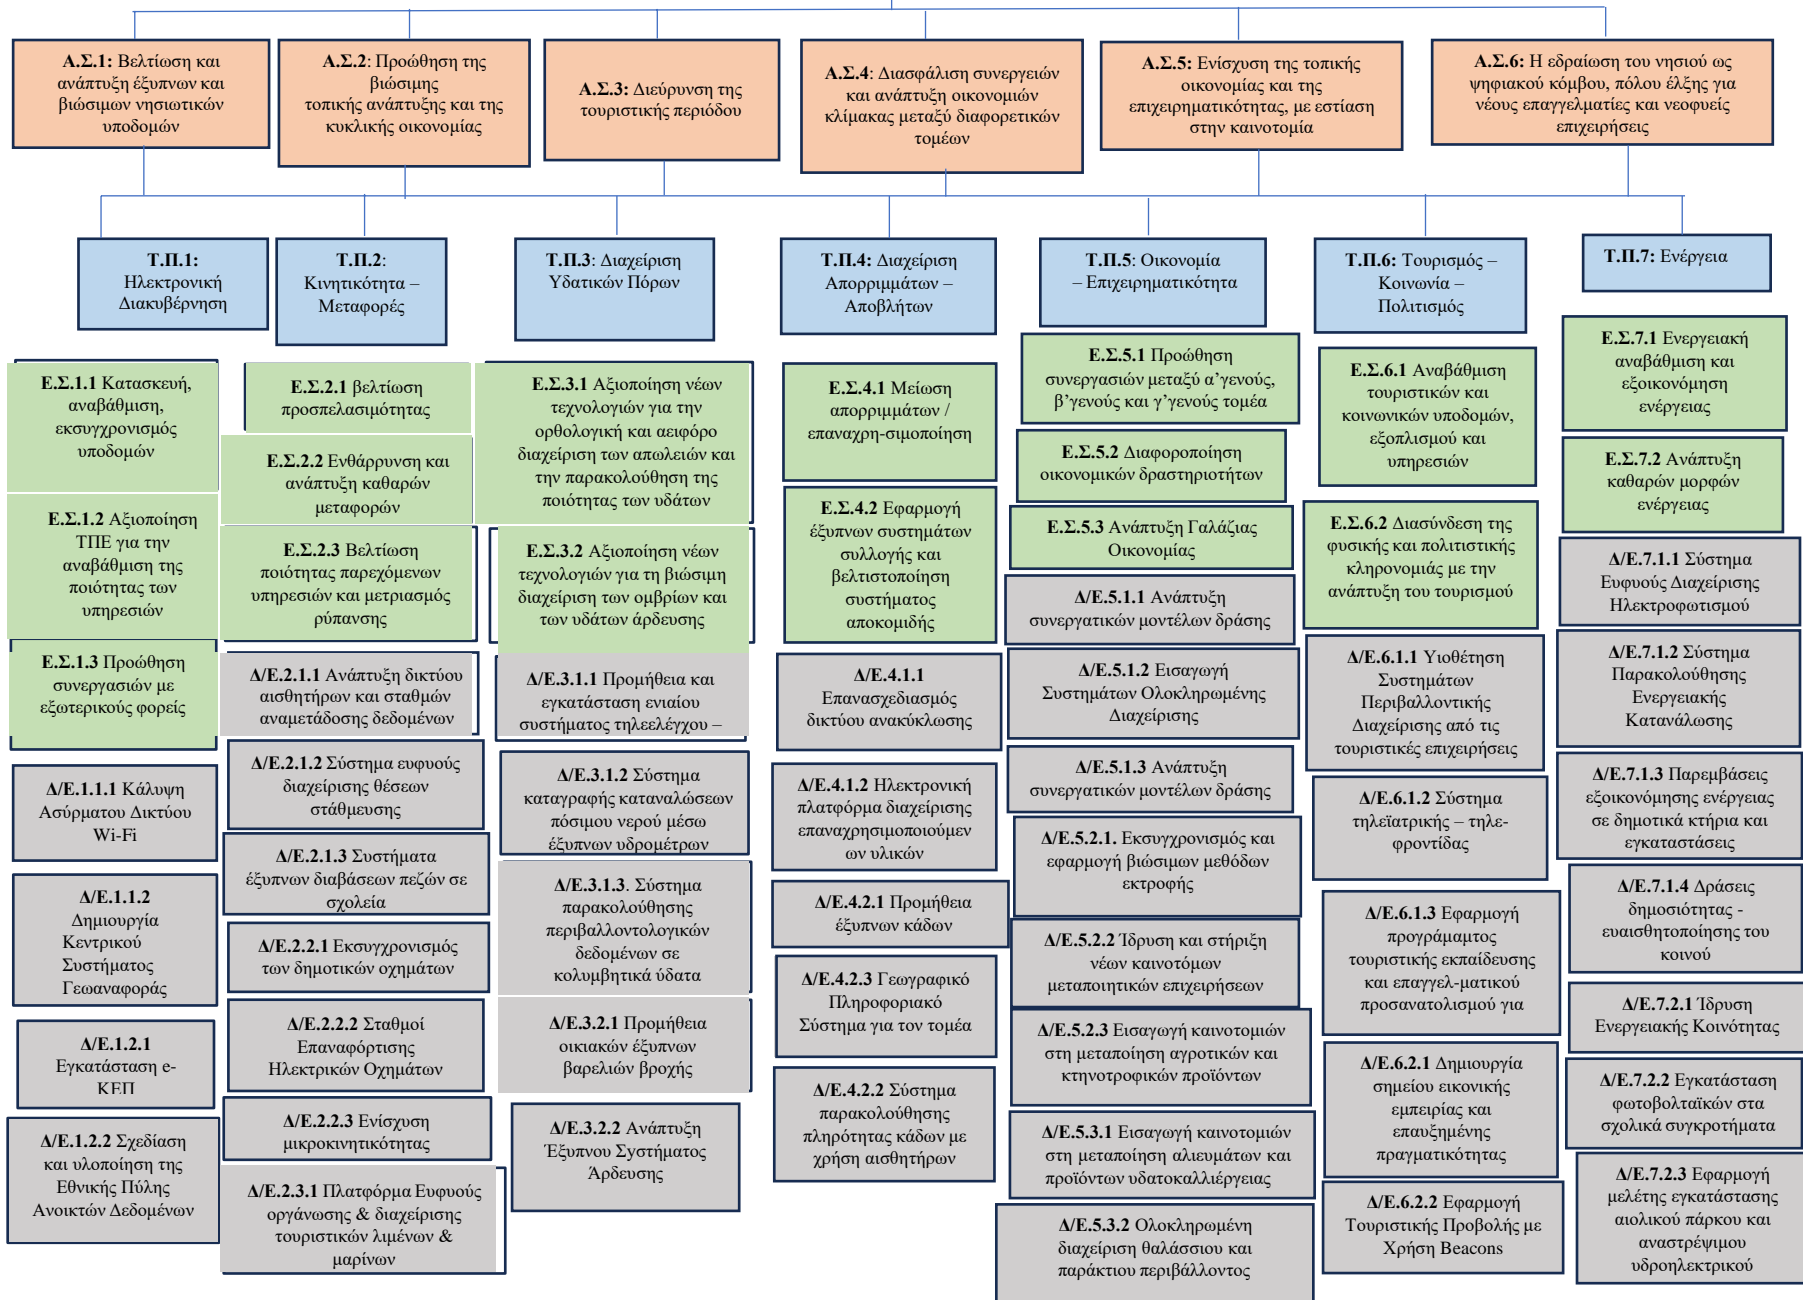 Α.Σ.1: Βελτίωση και
ανάπτυξη έξυπνων και
βιώσιμων νησιωτικών
υποδομών
Α.Σ.2: Προώθηση της
βιώσιμης
τοπικής ανάπτυξης και της
κυκλικής οικονομίας
Α.Σ.3: Διεύρυνση της
τουριστικής περιόδου
Α.Σ.4: Διασφάλιση συνεργειών
και ανάπτυξη οικονομιών
κλίμακας μεταξύ διαφορετικών
τομέων
Α.Σ.5: Ενίσχυση της τοπικής
οικονομίας και της
επιχειρηματικότητας, με εστίαση
στην καινοτομία
Α.Σ.6: Η εδραίωση του νησιού ως
ψηφιακού κόμβου, πόλου έλξης για
νέους επαγγελματίες και νεοφυείς
επιχειρήσεις
Τ.Π.1:
Ηλεκτρονική
Διακυβέρνηση
Τ.Π.2:
Κινητικότητα –
Μεταφορές
Τ.Π.3: Διαχείριση
Υδατικών Πόρων
Τ.Π.4: Διαχείριση
Απορριμμάτων –
Αποβλήτων
Τ.Π.5: Οικονομία
– Επιχειρηματικότητα
Τ.Π.6: Τουρισμός –
Κοινωνία –
Πολιτισμός
Τ.Π.7: Ενέργεια
Ε.Σ.1.1 Κατασκευή,
αναβάθμιση,
εκσυγχρονισμός
υποδομών
Ε.Σ.1.2 Αξιοποίηση
ΤΠΕ για την
αναβάθμιση της
ποιότητας των
υπηρεσιών
Ε.Σ.1.3 Προώθηση
συνεργασιών με
εξωτερικούς φορείς
Δ/Ε.1.1.1 Κάλυψη
Ασύρματου Δικτύου
Wi-Fi
Δ/Ε.1.1.2
Δημιουργία
Κεντρικού
Συστήματος
Γεωαναφοράς
Δ/Ε.1.2.1
Εγκατάσταση e-
ΚΕΠ
Δ/Ε.1.2.2 Σχεδίαση
και υλοποίηση της
Εθνικής Πύλης
Ανοικτών Δεδομένων
Ε.Σ.2.1 βελτίωση
προσπελασιμότητας
Ε.Σ.2.2 Ενθάρρυνση και
ανάπτυξη καθαρών
μεταφορών
Ε.Σ.2.3 Βελτίωση
ποιότητας παρεχόμενων
υπηρεσιών και μετριασμός
ρύπανσης
Δ/Ε.2.1.1 Ανάπτυξη δικτύου
αισθητήρων και σταθμών
αναμετάδοσης δεδομένων
Δ/Ε.2.1.2 Σύστημα ευφυούς
διαχείρισης θέσεων
στάθμευσης
Δ/Ε.2.1.3 Συστήματα
έξυπνων διαβάσεων πεζών σε
σχολεία
Δ/Ε.2.2.1 Εκσυγχρονισμός
των δημοτικών οχημάτων
Δ/Ε.2.2.2 Σταθμοί
Επαναφόρτισης
Ηλεκτρικών Οχημάτων
Δ/Ε.2.2.3 Ενίσχυση
μικροκινητικότητας
Δ/Ε.2.3.1 Πλατφόρμα Ευφυούς
οργάνωσης & διαχείρισης
τουριστικών λιμένων &
μαρίνων
Ε.Σ.3.1 Αξιοποίηση νέων
τεχνολογιών για την
ορθολογική και αειφόρο
διαχείριση των απωλειών και
την παρακολούθηση της
ποιότητας των υδάτων
Ε.Σ.3.2 Αξιοποίηση νέων
τεχνολογιών για τη βιώσιμη
διαχείριση των ομβρίων και
των υδάτων άρδευσης
Δ/Ε.3.1.1 Προμήθεια και
εγκατάσταση ενιαίου
συστήματος τηλεελέγχου –
Δ/Ε.3.1.2 Σύστημα
καταγραφής καταναλώσεων
πόσιμου νερού μέσω
έξυπνων υδρομέτρων
Δ/Ε.3.1.3. Σύστημα
παρακολούθησης
περιβαλλοντολογικών
δεδομένων σε
κολυμβητικά ύδατα
Δ/Ε.3.2.1 Προμήθεια
οικιακών έξυπνων
βαρελιών βροχής
Δ/Ε.3.2.2 Ανάπτυξη
Έξυπνου Συστήματος
Άρδευσης
Ε.Σ.4.1 Μείωση
απορριμμάτων /
επαναχρη-σιμοποίηση
Ε.Σ.4.2 Εφαρμογή
έξυπνων συστημάτων
συλλογής και
βελτιστοποίηση
συστήματος
αποκομιδής
Δ/Ε.4.1.1
Επανασχεδιασμός
δικτύου ανακύκλωσης
Δ/Ε.4.1.2 Ηλεκτρονική
πλατφόρμα διαχείρισης
επαναχρησιμοποιούμεν
ων υλικών
Δ/Ε.4.2.1 Προμήθεια
έξυπνων κάδων
Δ/Ε.4.2.3 Γεωγραφικό
Πληροφοριακό
Σύστημα για τον τομέα
Δ/Ε.4.2.2 Σύστημα
παρακολούθησης
πληρότητας κάδων με
χρήση αισθητήρων
Ε.Σ.5.1 Προώθηση
συνεργασιών μεταξύ α’γενούς,
β’γενούς και γ’γενούς τομέα
Ε.Σ.5.2 Διαφοροποίηση
οικονομικών δραστηριοτήτων
Ε.Σ.5.3 Ανάπτυξη Γαλάζιας
Οικονομίας
Δ/Ε.5.1.1 Ανάπτυξη
συνεργατικών μοντέλων δράσης
Δ/Ε.5.1.2 Εισαγωγή
Συστημάτων Ολοκληρωμένης
Διαχείρισης
Δ/Ε.5.1.3 Ανάπτυξη
συνεργατικών μοντέλων δράσης
Δ/Ε.5.2.1. Εκσυγχρονισμός και
εφαρμογή βιώσιμων μεθόδων
εκτροφής
Δ/Ε.5.2.2 Ίδρυση και στήριξη
νέων καινοτόμων
μεταποιητικών επιχειρήσεων
Δ/Ε.5.2.3 Εισαγωγή καινοτομιών
στη μεταποίηση αγροτικών και
κτηνοτροφικών προϊόντων
Δ/Ε.5.3.1 Εισαγωγή καινοτομιών
στη μεταποίηση αλιευμάτων και
προϊόντων υδατοκαλλιέργειας
Δ/Ε.5.3.2 Ολοκληρωμένη
διαχείριση θαλάσσιου και
παράκτιου περιβάλλοντος
Ε.Σ.6.1 Αναβάθμιση
τουριστικών και
κοινωνικών υποδομών,
εξοπλισμού και
υπηρεσιών
Ε.Σ.6.2 Διασύνδεση της
φυσικής και πολιτιστικής
κληρονομιάς με την
ανάπτυξη του τουρισμού
Δ/Ε.6.1.1 Υιοθέτηση
Συστημάτων
Περιβαλλοντικής
Διαχείρισης από τις
τουριστικές επιχειρήσεις
Δ/Ε.6.1.2 Σύστημα
τηλεϊατρικής – τηλε-
φροντίδας
Δ/Ε.6.1.3 Εφαρμογή
προγράμαμτος
τουριστικής εκπαίδευσης
και επαγγελ-ματικού
προσανατολισμού για
Δ/Ε.6.2.1 Δημιουργία
σημείου εικονικής
εμπειρίας και
επαυξημένης
πραγματικότητας
Δ/Ε.6.2.2 Εφαρμογή
Τουριστικής Προβολής με
Χρήση Beacons
Ε.Σ.7.1 Ενεργειακή
αναβάθμιση και
εξοικονόμηση
ενέργειας
Ε.Σ.7.2 Ανάπτυξη
καθαρών μορφών
ενέργειας
Δ/Ε.7.1.1 Σύστημα
Ευφυούς Διαχείρισης
Ηλεκτροφωτισμού
Δ/Ε.7.1.2 Σύστημα
Παρακολούθησης
Ενεργειακής
Κατανάλωσης
Δ/Ε.7.1.3 Παρεμβάσεις
εξοικονόμησης ενέργειας
σε δημοτικά κτήρια και
εγκαταστάσεις
Δ/Ε.7.1.4 Δράσεις
δημοσιότητας -
ευαισθητοποίησης του
κοινού
Δ/Ε.7.2.1 Ίδρυση
Ενεργειακής Κοινότητας
Δ/Ε.7.2.2 Εγκατάσταση
φωτοβολταϊκών στα
σχολικά συγκροτήματα
Δ/Ε.7.2.3 Εφαρμογή
μελέτης εγκατάστασης
αιολικού πάρκου και
αναστρέψιμου
υδροηλεκτρικού